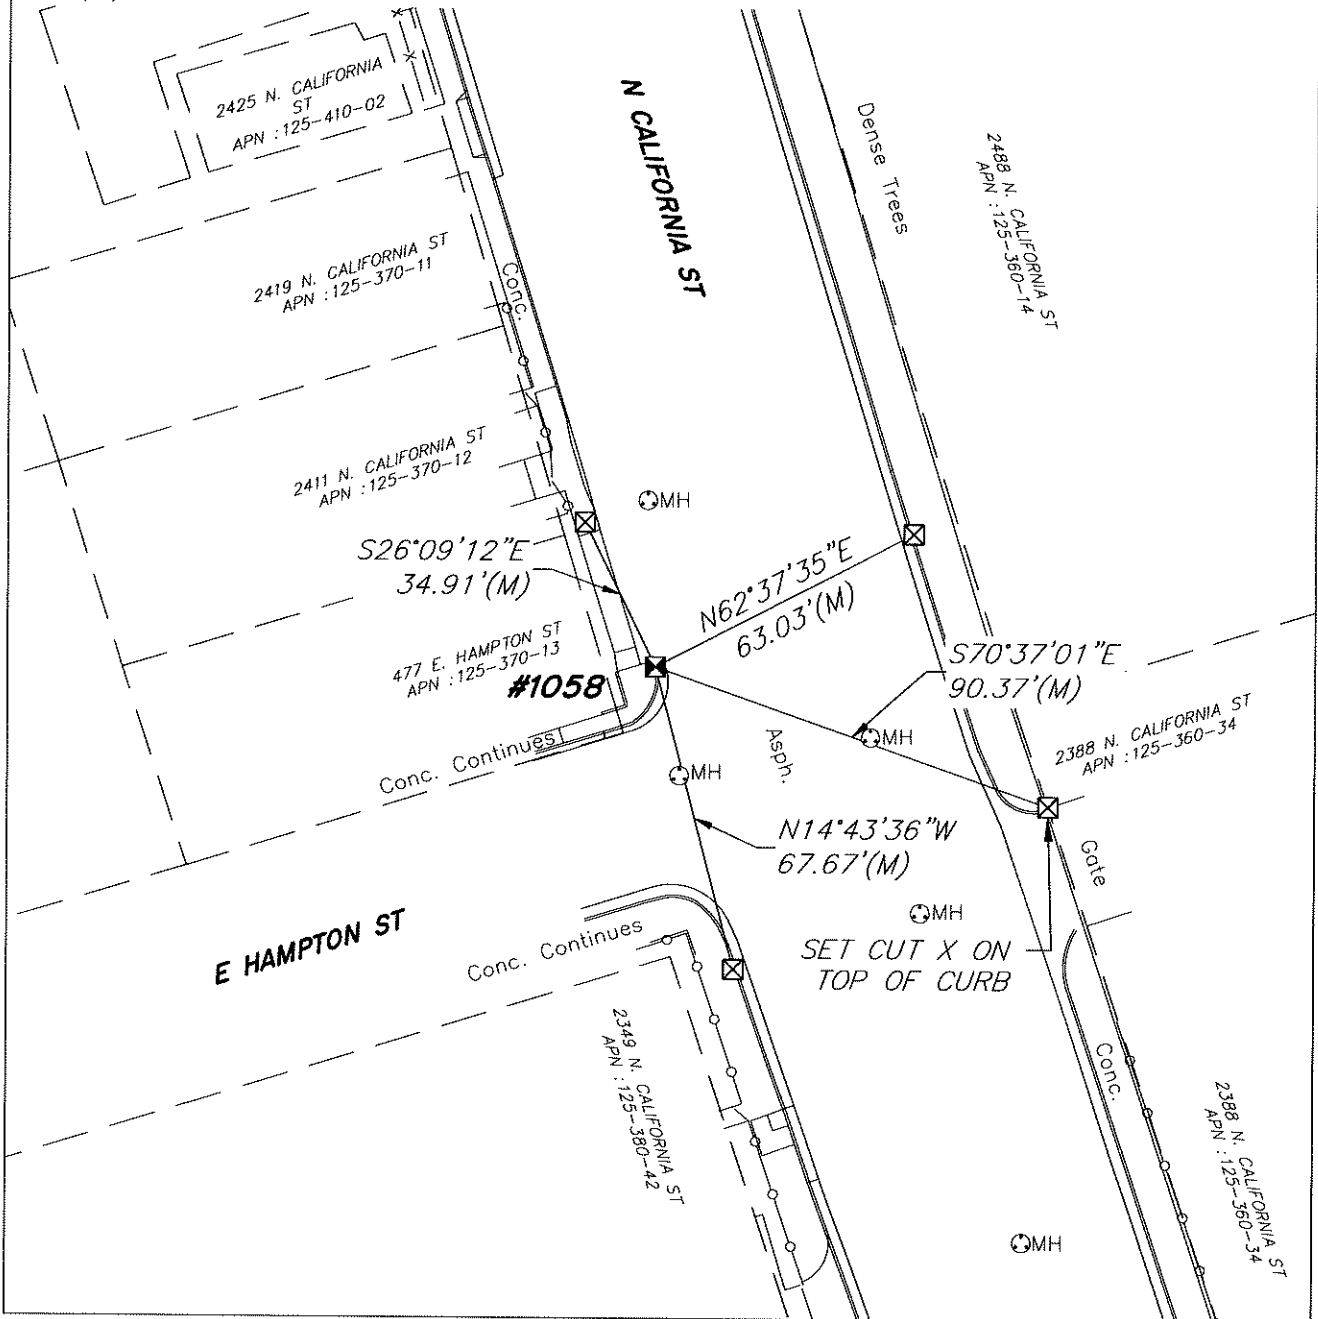 2425 N. CALIFORNIA
ST
APN :125-410-02
N CALIFORNIA ST
Dense Trees
2488 N. CALIFORNIA ST
APN :125-360-14
2419 N. CALIFORNIA ST
APN :125-370-11
Conc.
2411 N. CALIFORNIA ST
APN :125-370-12
MH
S26°09'12"E
34.91'(M)
N62°37'35"E
63.03'(M)
477 E. HAMPTON ST
APN :125-370-13
#1058
S70°37'01"E
90.37'(M)
2388 N. CALIFORNIA ST
APN :125-360-34
Conc. Continues
MH
Asph.
MH
N14°43'36"W
67.67'(M)
Gate
E HAMPTON ST
Conc. Continues
MH
SET CUT X ON
TOP OF CURB
2349 N. CALIFORNIA ST
APN :125-380-42
Conc.
2388 N. CALIFORNIA ST
APN :125-360-34
MH